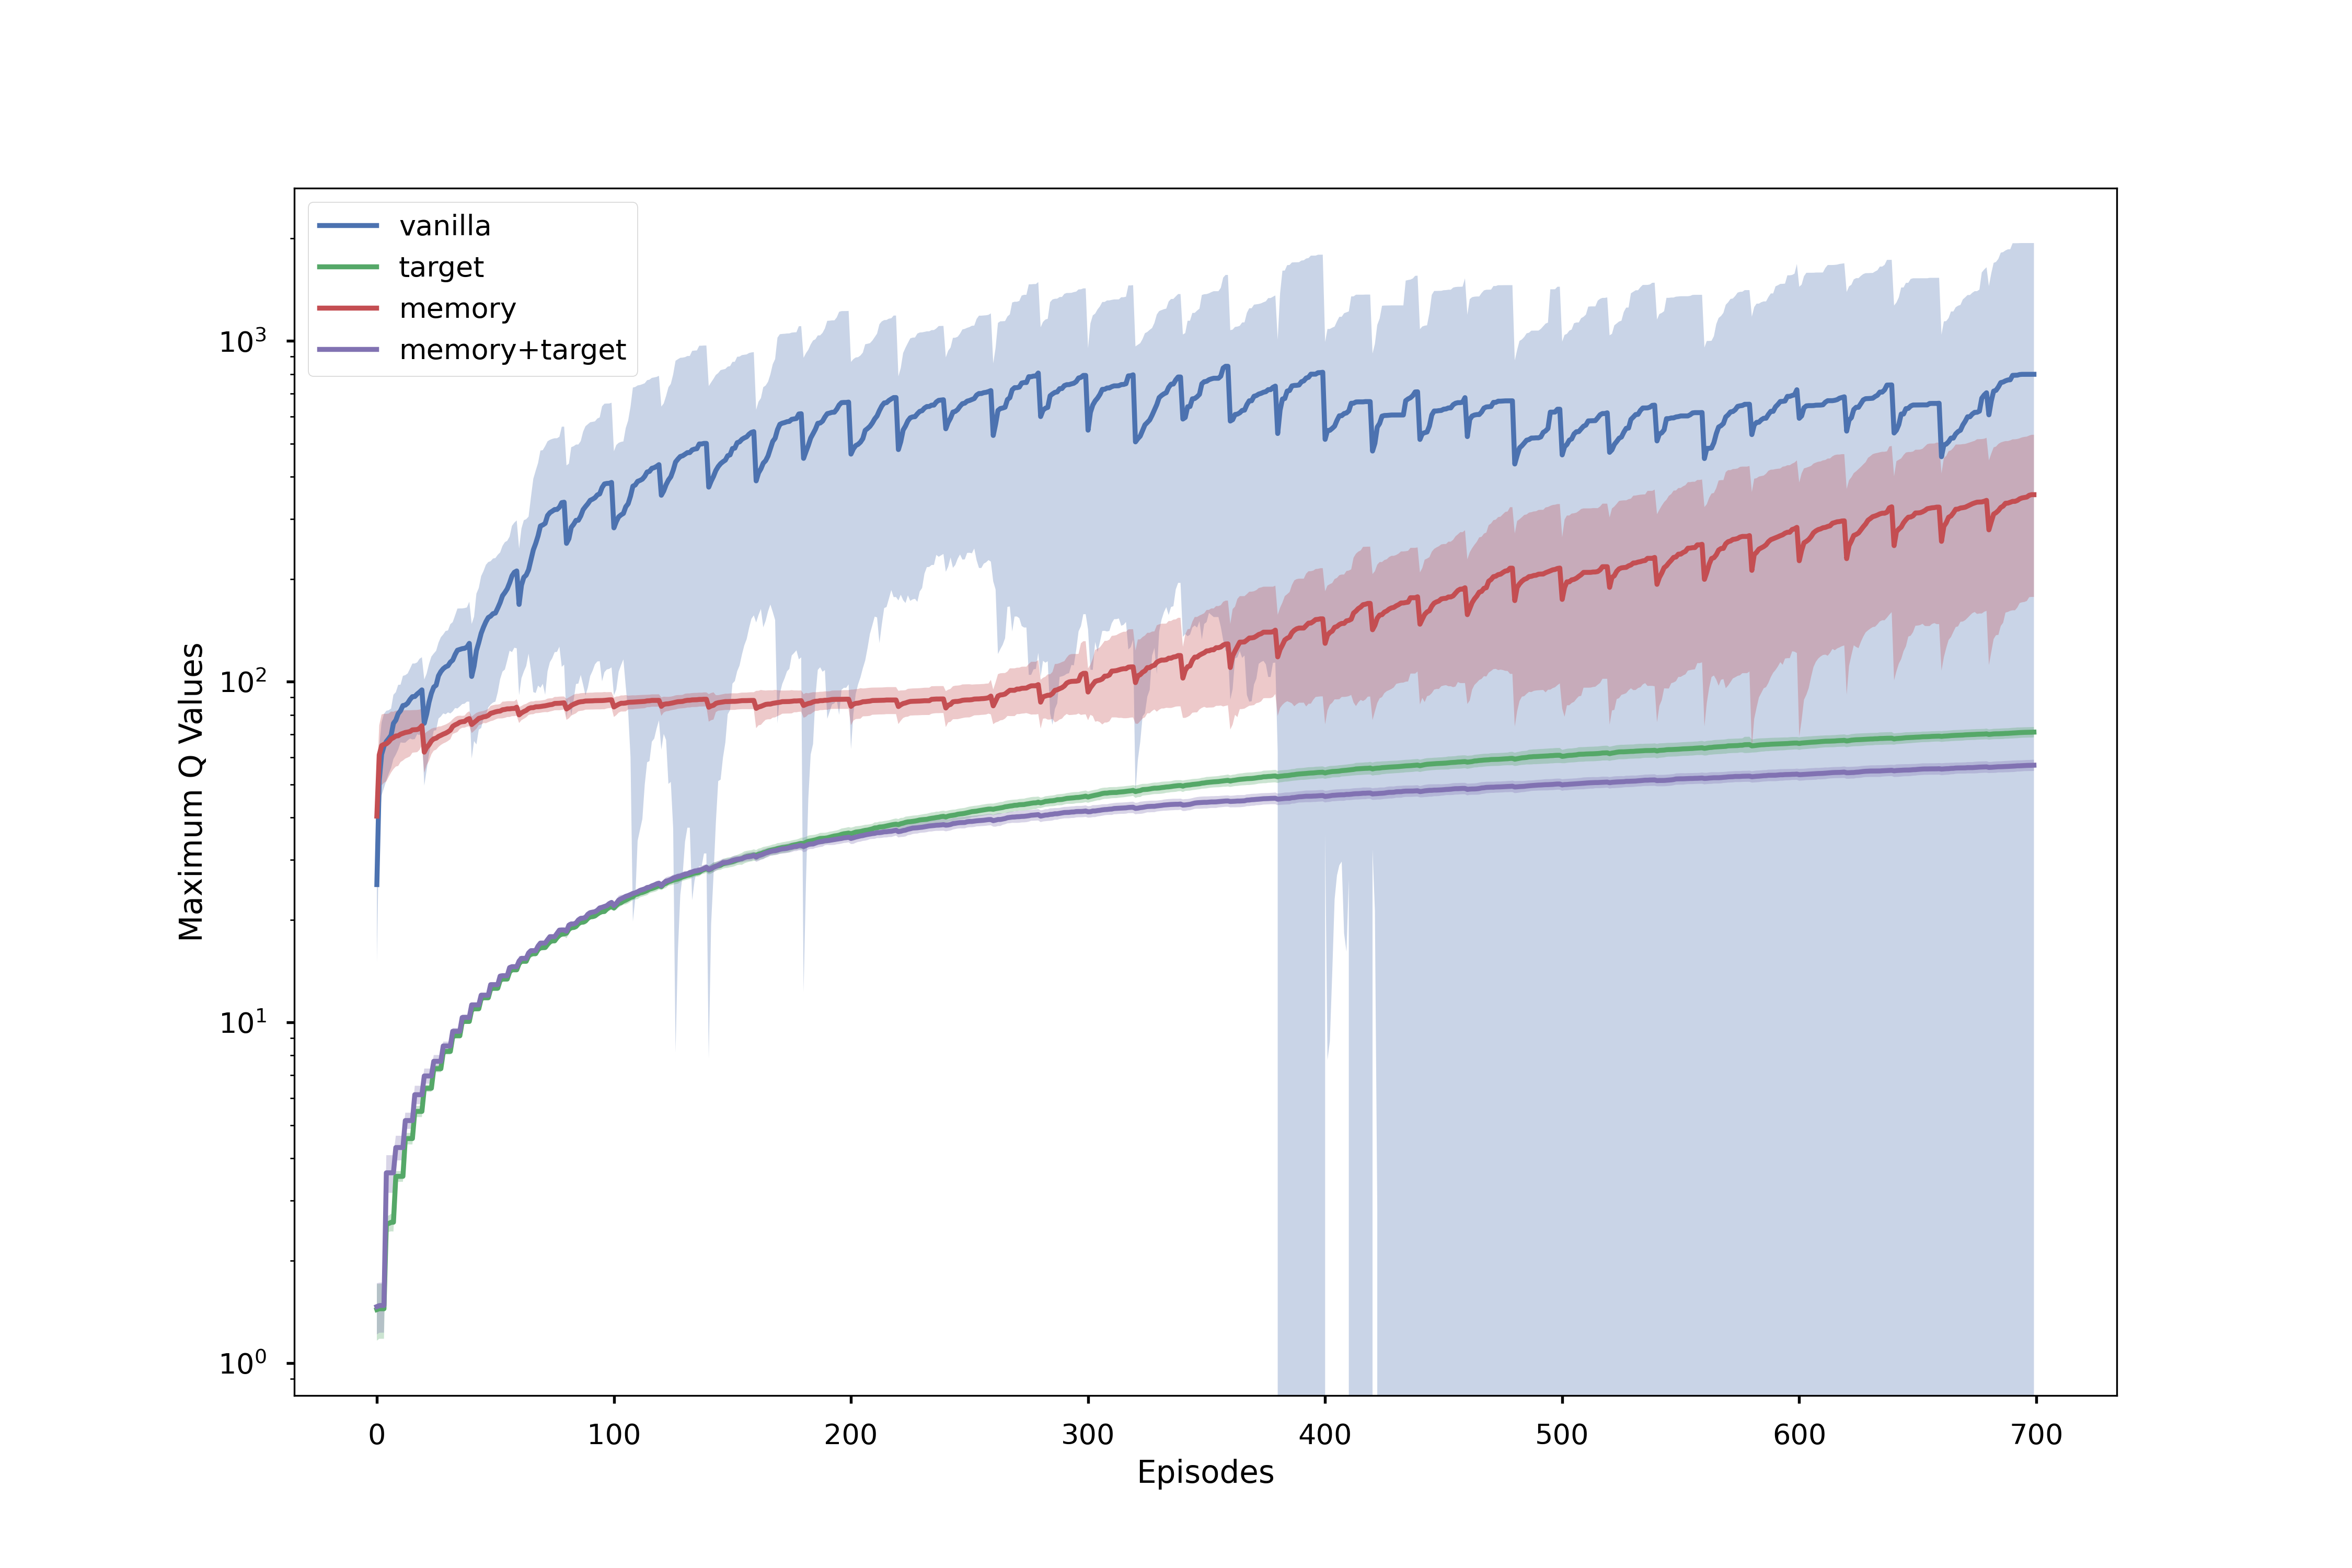 vanilla
target
memory
memory+target
Maximum Q Values
10³
10²
10¹
10⁰
0 100 200 300 400 500 600 700
Episodes